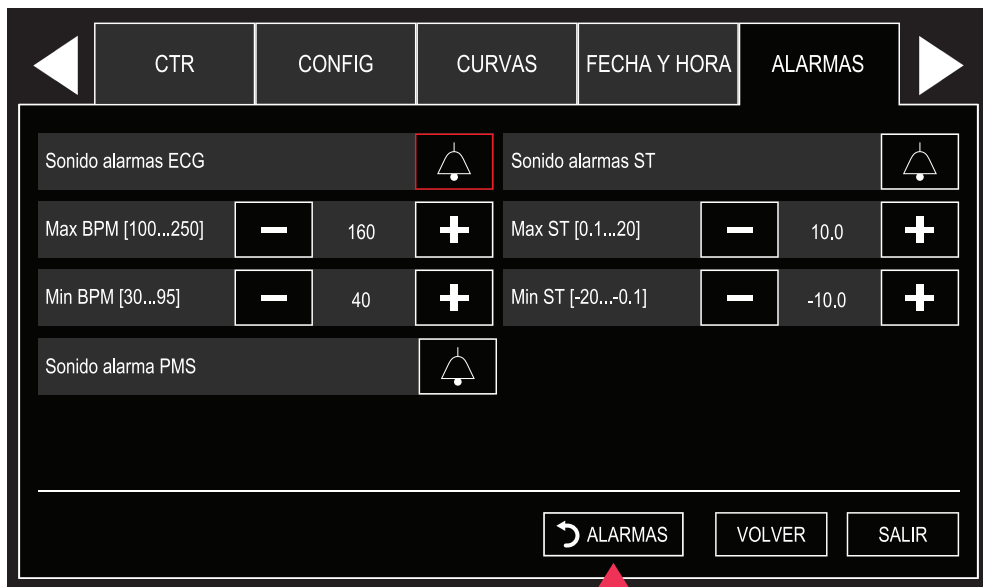 CTR CONFIG CURVAS FECHA Y HORA ALARMAS
Sonido alarmas ECG Sonido alarmas ST
Max BPM [100...250] 160 Max ST [0.1...20] 10.0
Min BPM [30...95] 40 Min ST [-20...-0.1] -10.0
Sonido alarma PMS
ALARMAS VOLVER SALIR